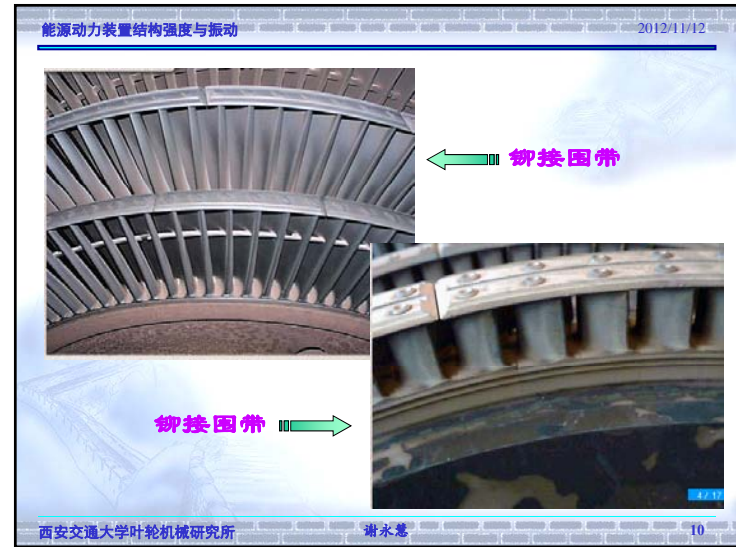 能源动力装置结构强度与振动 2012/11/12
铆接围带
铆接围带
4 / 17
西安交通大学叶轮机械研究所 谢永慧 10